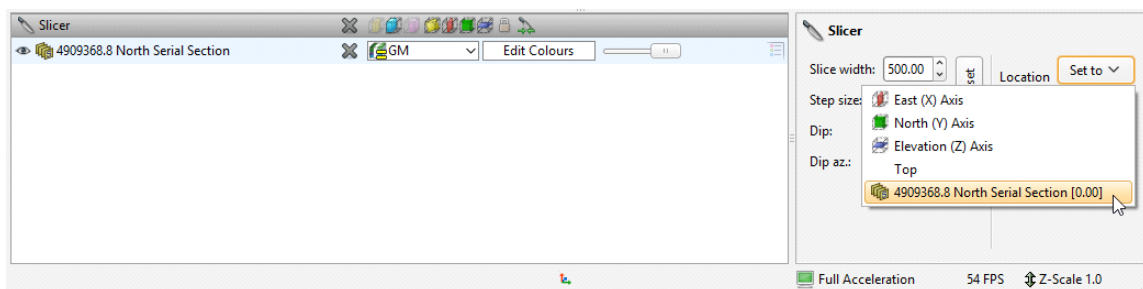 Slicer
4909368.8 North Serial Section
GM
Edit Colours
Slicer
Slice width: 500.00
set
Location
Set to
Step size:
Dip:
Dip az.:
East (X) Axis
North (Y) Axis
Elevation (Z) Axis
Top
4909368.8 North Serial Section [0.00]
Full Acceleration
54 FPS
Z-Scale 1.0